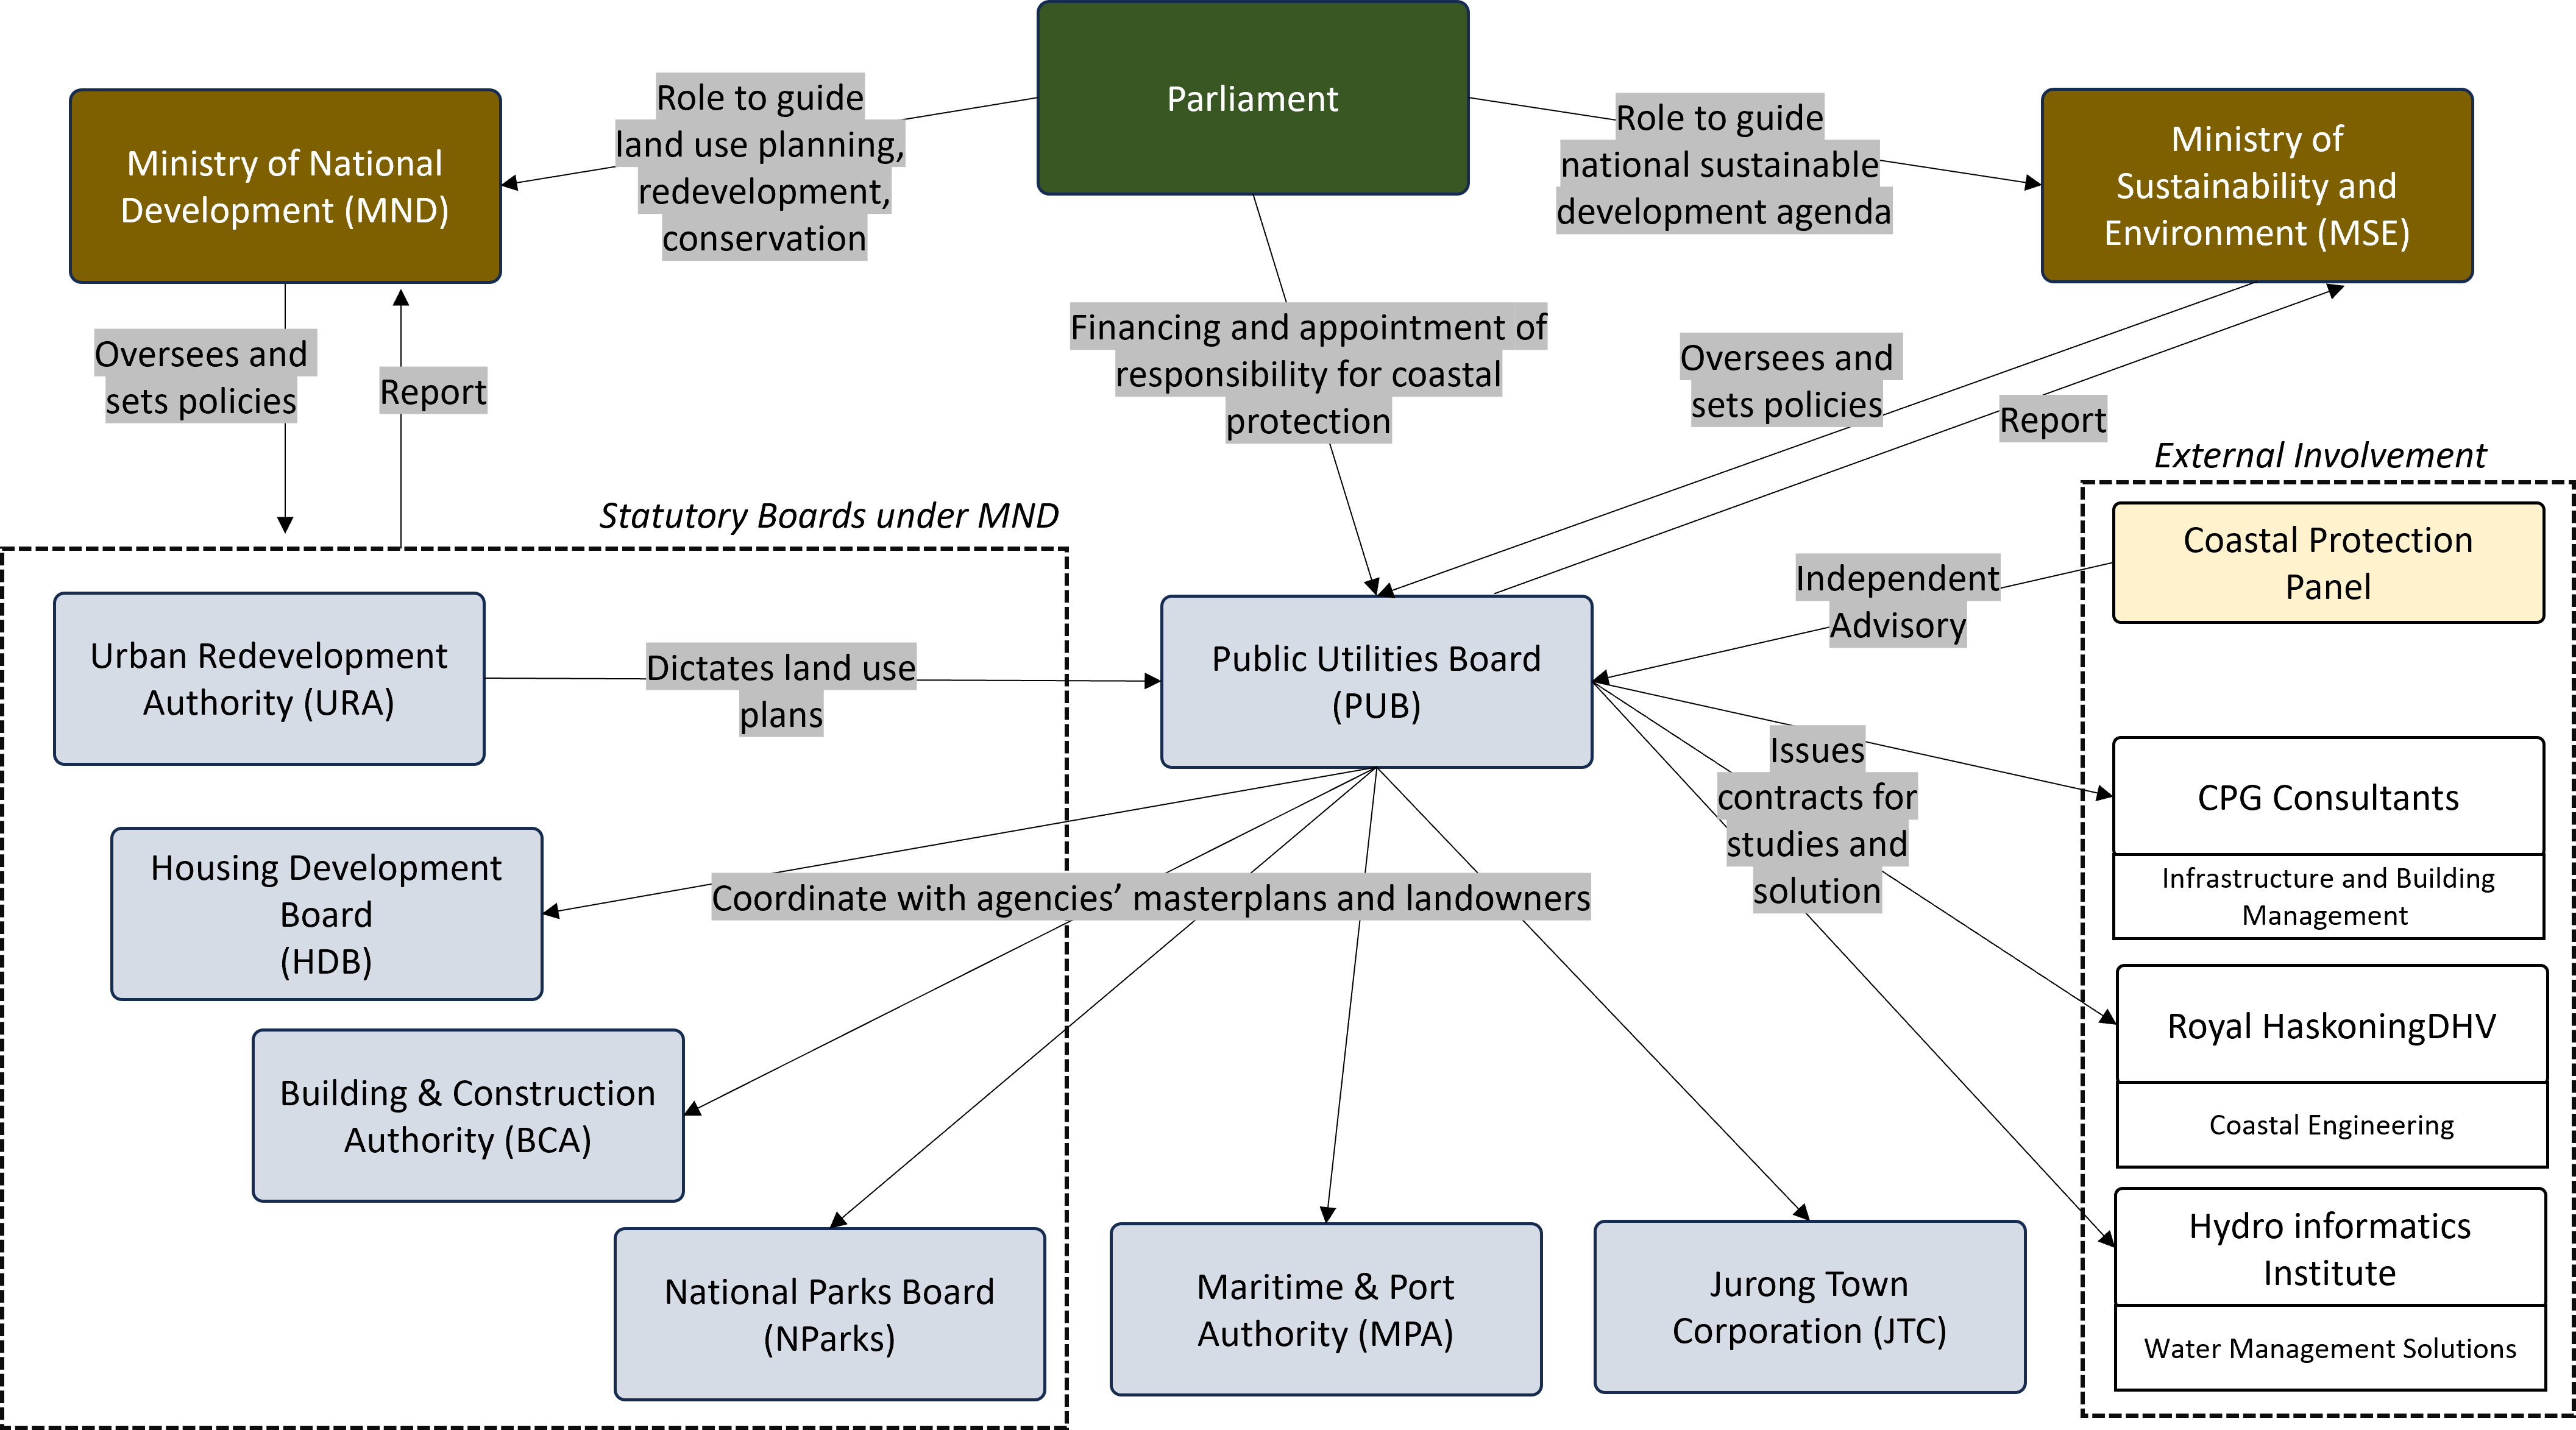 Parliament
Ministry of National
Development (MND)
Role to guide
land use planning,
redevelopment,
conservation
Role to guide
national sustainable
development agenda
Ministry of
Sustainability and
Environment (MSE)
Oversees and
sets policies
Report
Financing and appointment of
responsibility for coastal
protection
Oversees and
sets policies
Report
External Involvement
Statutory Boards under MND
Coastal Protection
Panel
Independent
Advisory
Urban Redevelopment
Authority (URA)
Dictates land use
plans
Public Utilities Board
(PUB)
Issues
contracts for
studies and
solution
CPG Consultants
Infrastructure and Building
Management
Housing Development
Board
(HDB)
Coordinate with agencies’ masterplans and landowners
Royal HaskoningDHV
Coastal Engineering
Building & Construction
Authority (BCA)
National Parks Board
(NParks)
Maritime & Port
Authority (MPA)
Jurong Town
Corporation (JTC)
Hydro informatics
Institute
Water Management Solutions